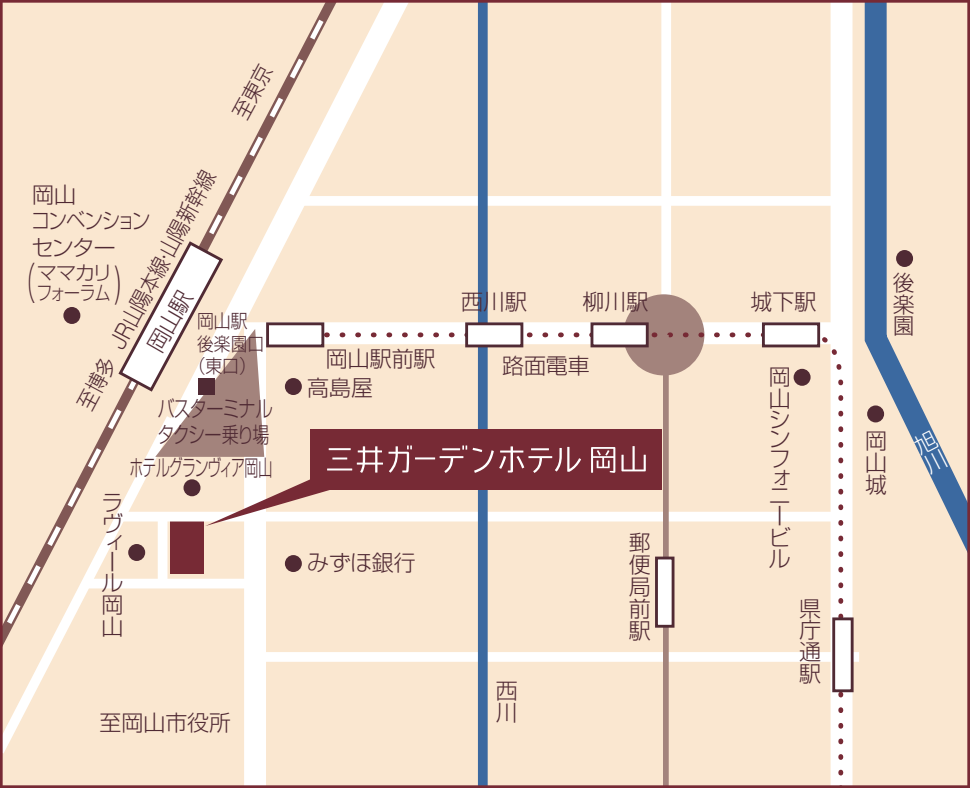 至東京
JR山陽本線・山陽新幹線
岡山
コンベンション
センター
(ママカリ
フォーラム)
岡山駅
至博多
岡山駅
後楽園口
(東口)
バスターミナル
タクシー乗り場
ホテルグランヴィア岡山
岡山駅前駅
高島屋
西川駅
路面電車
柳川駅
城下駅
後楽園
岡山シンフォニービル
岡山城
旭川
三井ガーデンホテル 岡山
ラヴィール岡山
みずほ銀行
郵便局前駅
県庁通駅
西川
至岡山市役所